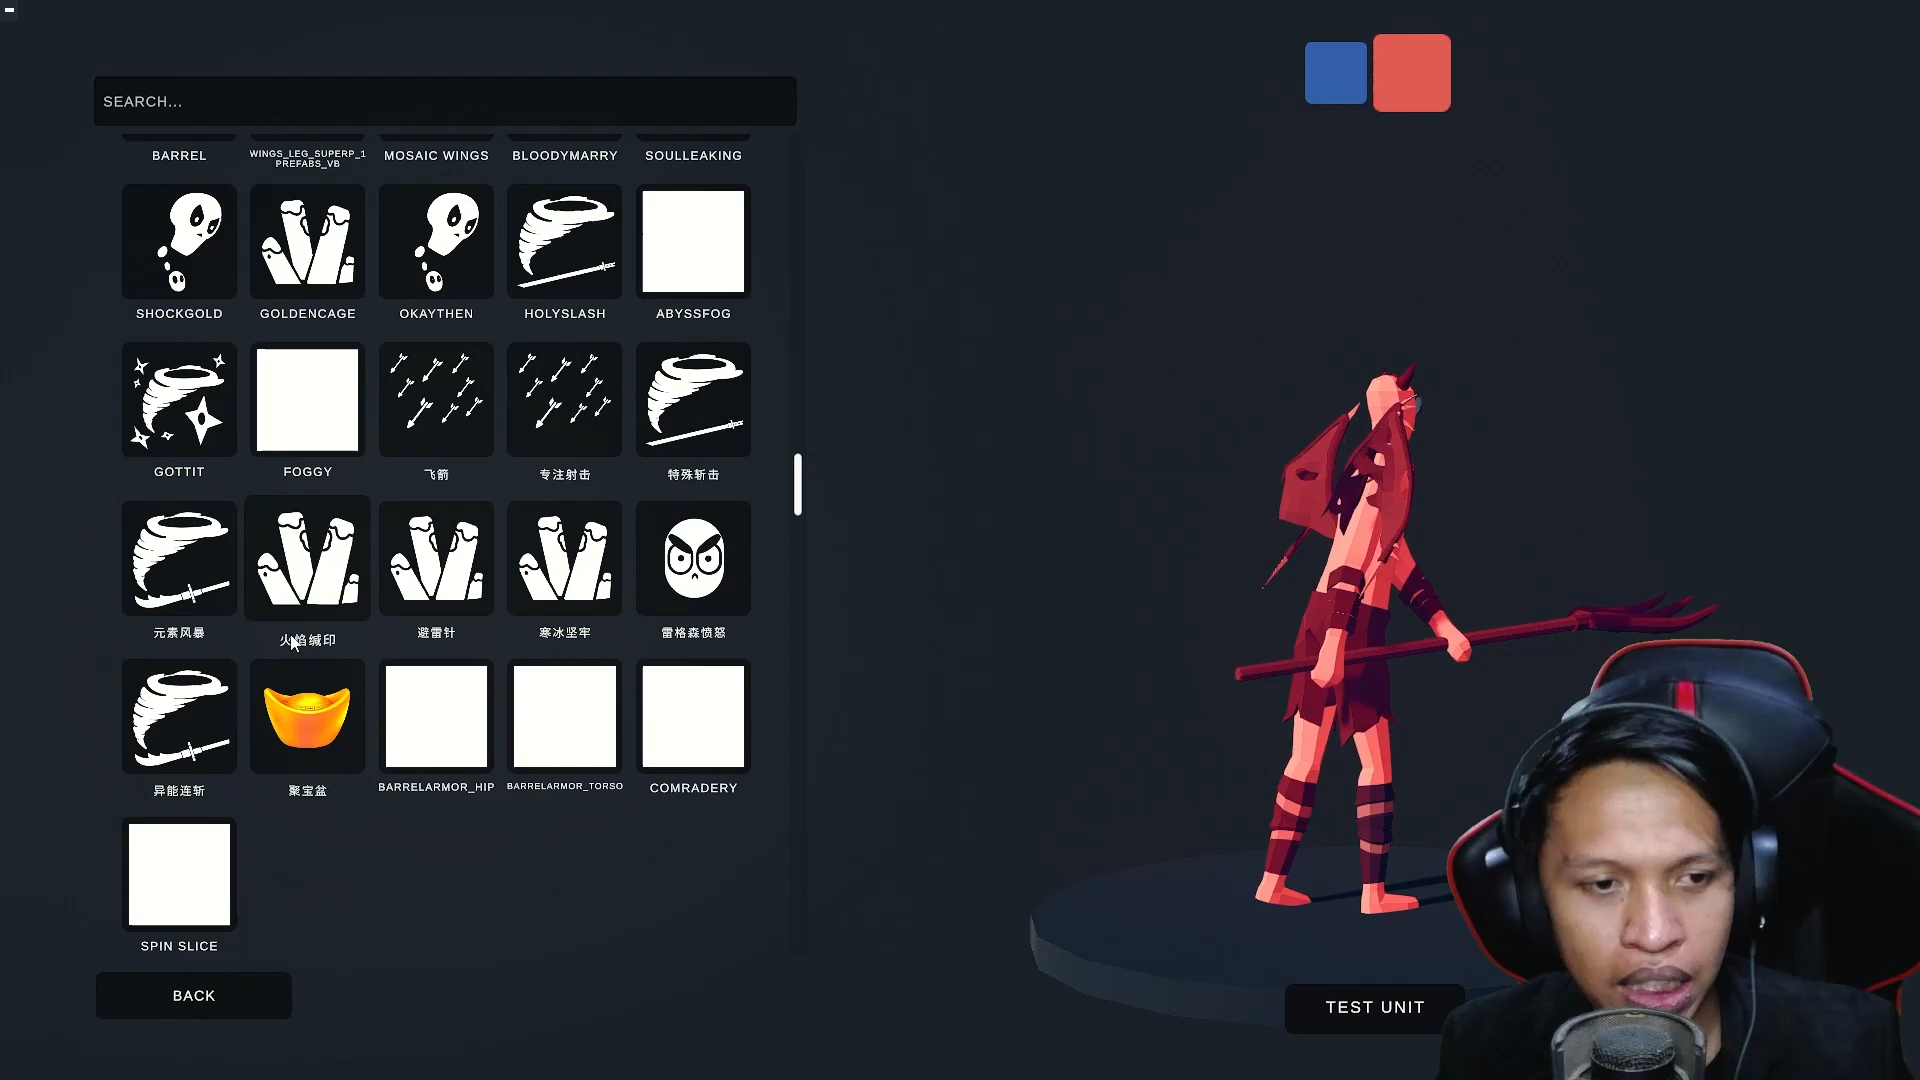 SEARCH...
BARREL
WINGS_LEG_SUPERP_1
PREFABS_VB
MOSAIC WINGS
BLOODYMARRY
SOULLEAKING
SHOCKGOLD
GOLDENCAGE
OKAYTHEN
HOLYSLASH
ABYSSFOG
GOTTIT
FOGGY
飞箭
专注射击
特殊斩击
元素风暴
火焰缄印
避雷针
寒冰坚牢
雷格森愤怒
异能连斩
聚宝盆
BARRELARMOR_HIP
BARRELARMOR_TORSO
COMRADERY
SPIN SLICE
BACK
TEST UNIT